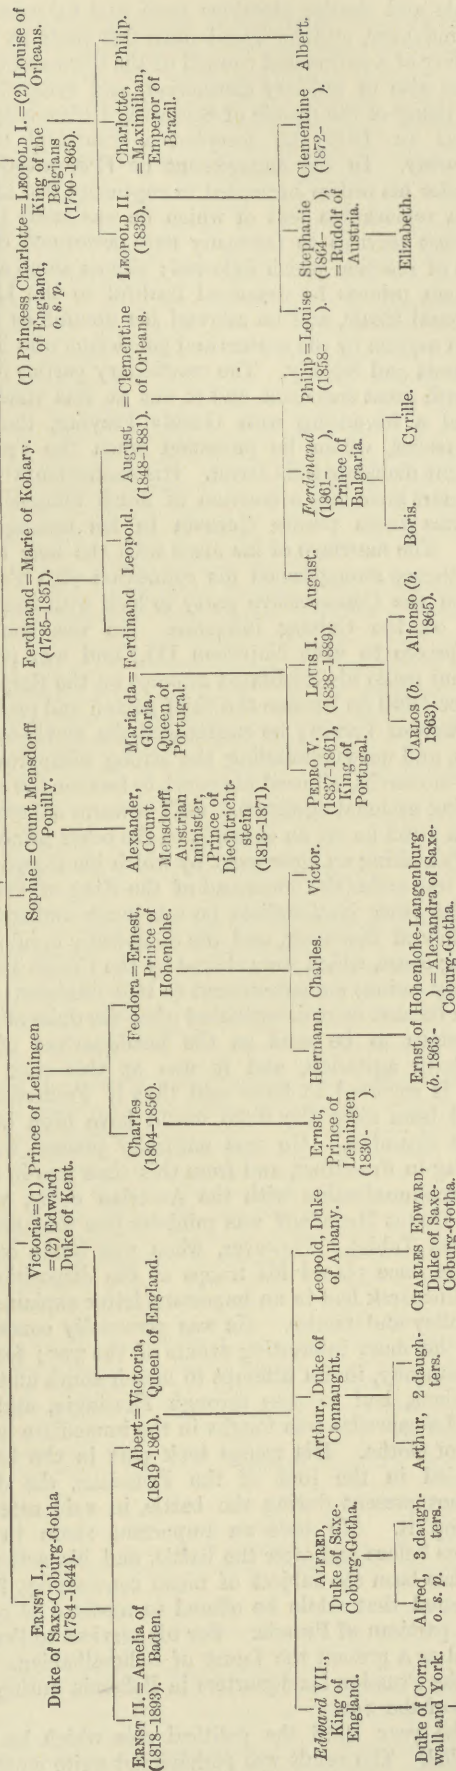 ERNST I.,
Duke of Saxe-Coburg-Gotha
(1784-1844).
Victoria=(1) Prince of Leiningen
=(2) Edward,
Duke of Kent.
Sophie=Count Mensdorff
Pouilly.
Ferdinand=Marie of Kohary.
(1785-1851).
(1) Princess Charlotte=LEOPOLD I.=(2) Louise of
of England, King of the Orleans.
o. s. p. Belgians
(1790-1865).
ERNST II.=Amelia of
(1818-1893). Baden.
Albert=Victoria,
(1819-1861). Queen of England.
Charles
(1804-1856).
Feodora=Ernest,
Prince of
Hohenlohe.
Alexander,
Count
Mensdorff,
Austrian
minister,
Prince of
Diechtricht-
stein
(1813-1871).
Maria da=Ferdinand
Gloria,
Queen of
Portugal.
Leopold.
August =Clementine
(1848-1881). of Orleans.
LEOPOLD II.
(1835).
Charlotte,
=Maximilian,
Emperor of
Brazil.
Philip.
Edward VII.,
King of
England.
ALFRED,
Duke of Saxe-
Coburg-Gotha.
Arthur, Duke of
Connaught.
Leopold, Duke
of Albany.
Ernst,
Prince of
Leiningen
(1830- ).
Hermann.
Charles.
Victor.
PEDRO V.
(1837-1861),
King of
Portugal.
LOUIS I.
(1838-1889).
August.
Ferdinand
(1861- ),
Prince of
Bulgaria.
Philip=Louise
(1858- ).
Stephanie
(1864- ),
=Rudolf of
Austria.
Clementine
(1872- ).
Albert.
Duke of Corn-
wall and York.
Alfred,
o. s. p.
3 daugh-
ters.
Arthur,
2 daugh-
ters.
CHARLES EDWARD,
Duke of Saxe-
Coburg-Gotha.
Ernst of Hohenlohe-Langenburg
(b. 1863- ) = Alexandra of Saxe-
Coburg-Gotha.
CARLOS (b.
1863).
Alfonso (b.
1865).
Boris.
Cyrille.
Elizabeth.